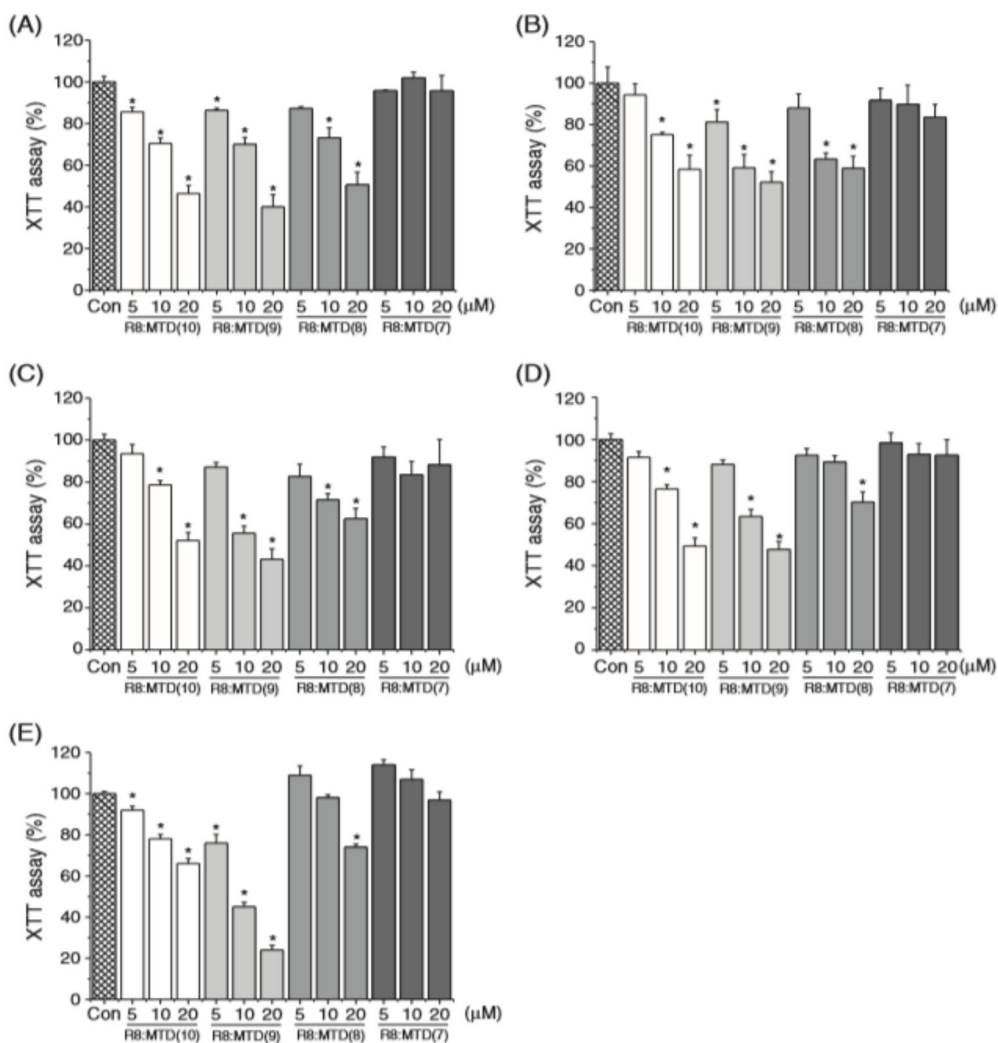 (A)
120
100
80
60
40
20
0
XTT assay (%)
Con 5 10 20 5 10 20 5 10 20 5 10 20 (μM)
R8:MTD(10) R8:MTD(9) R8:MTD(8) R8:MTD(7)
* * * * * * * *
(B)
120
100
80
60
40
20
0
XTT assay (%)
Con 5 10 20 5 10 20 5 10 20 5 10 20 (μM)
R8:MTD(10) R8:MTD(9) R8:MTD(8) R8:MTD(7)
* * * * * * *
(C)
120
100
80
60
40
20
0
XTT assay (%)
Con 5 10 20 5 10 20 5 10 20 5 10 20 (μM)
R8:MTD(10) R8:MTD(9) R8:MTD(8) R8:MTD(7)
* * * * * *
(D)
120
100
80
60
40
20
0
XTT assay (%)
Con 5 10 20 5 10 20 5 10 20 5 10 20 (μM)
R8:MTD(10) R8:MTD(9) R8:MTD(8) R8:MTD(7)
* * * * *
(E)
120
100
80
60
40
20
0
XTT assay (%)
Con 5 10 20 5 10 20 5 10 20 5 10 20 (μM)
R8:MTD(10) R8:MTD(9) R8:MTD(8) R8:MTD(7)
* * * * * * *